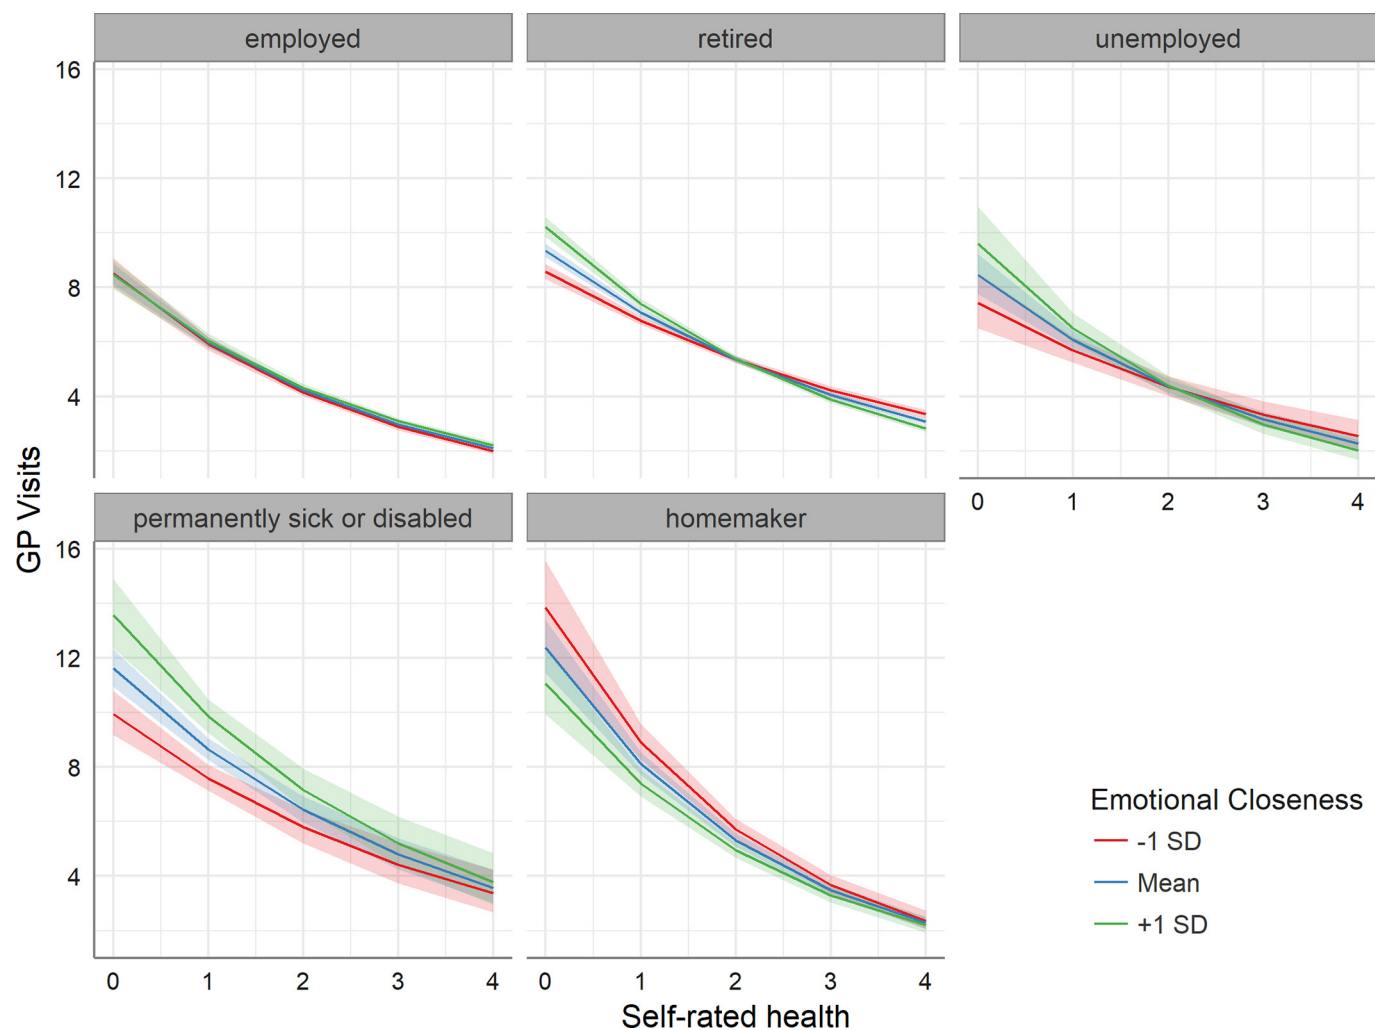 employed
retired
unemployed
16
12
8
4
0 1 2 3 4
GP Visits
permanently sick or disabled
homemaker
16
12
8
4
0 1 2 3 4
0 1 2 3 4
Self-rated health
Emotional Closeness
-1 SD
Mean
+1 SD